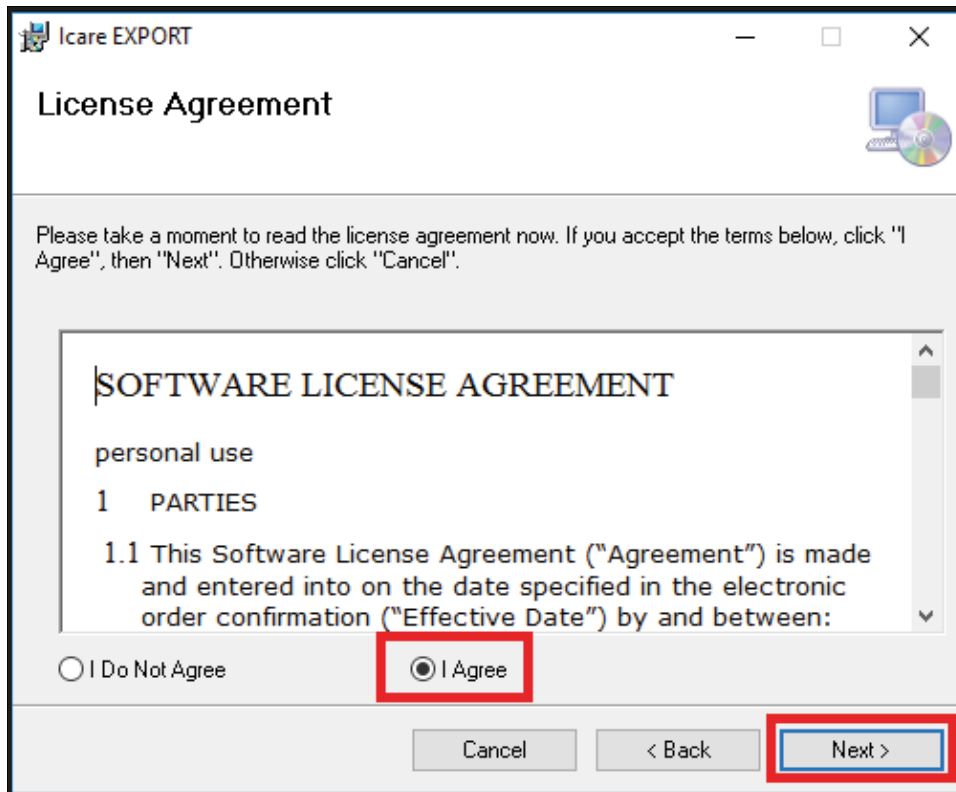 Icare EXPORT
License Agreement
Please take a moment to read the license agreement now. If you accept the terms below, click "I
Agree", then "Next". Otherwise click "Cancel".
SOFTWARE LICENSE AGREEMENT
personal use
1 PARTIES
1.1 This Software License Agreement (“Agreement”) is made
and entered into on the date specified in the electronic
order confirmation (“Effective Date”) by and between:
I Do Not Agree
I Agree
Cancel
< Back
Next >